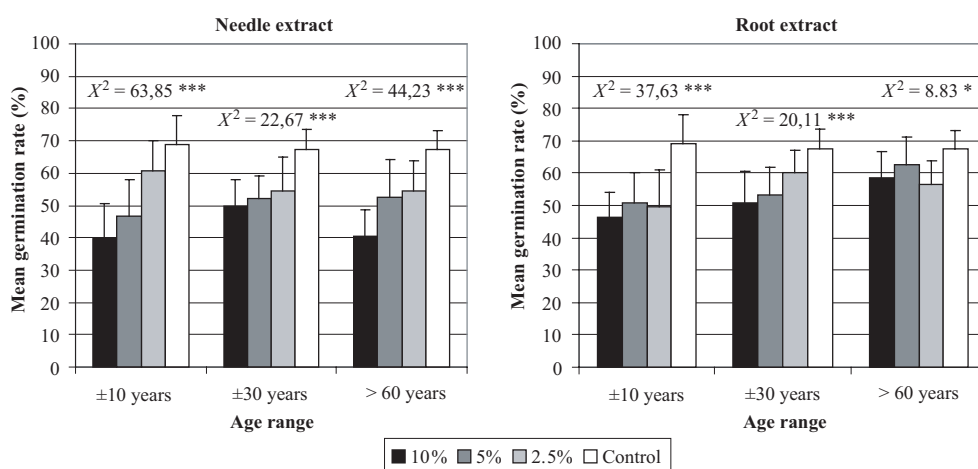 Needle extract
Mean germination rate (%)
100
90
80
70
60
50
40
30
20
10
0
X² = 63,85 ***
X² = 22,67 ***
X² = 44,23 ***
±10 years
±30 years
> 60 years
Age range
Root extract
Mean germination rate (%)
100
90
80
70
60
50
40
30
20
10
0
X² = 37,63 ***
X² = 20,11 ***
X² = 8.83 *
±10 years
±30 years
> 60 years
Age range
10% 5% 2.5% Control